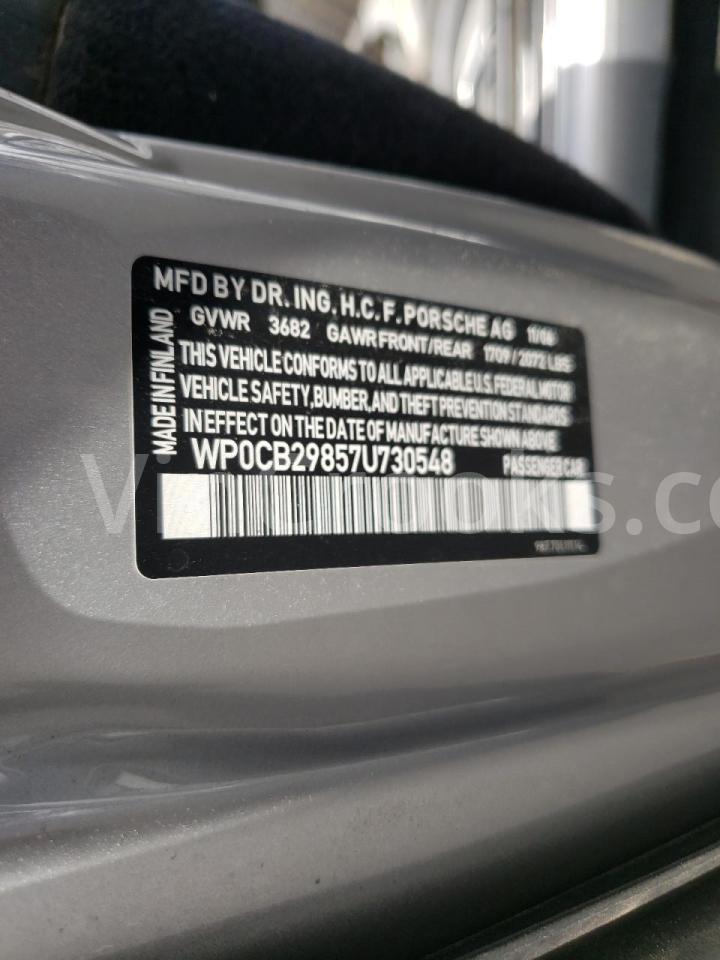 MFD BY DR. ING. H.C. F. PORSCHE AG 11/06
GVWR 3682 GAWR FRONT/REAR 1709 / 2072 LBS
THIS VEHICLE CONFORMS TO ALL APPLICABLE U.S. FEDERAL MOTOR
VEHICLE SAFETY, BUMBER, AND THEFT PREVENTION STANDARDS
IN EFFECT ON THE DATE OF MANUFACTURE SHOWN ABOVE
WP0CB29857U730548 PASSENGER CAR
MADE IN FINLAND